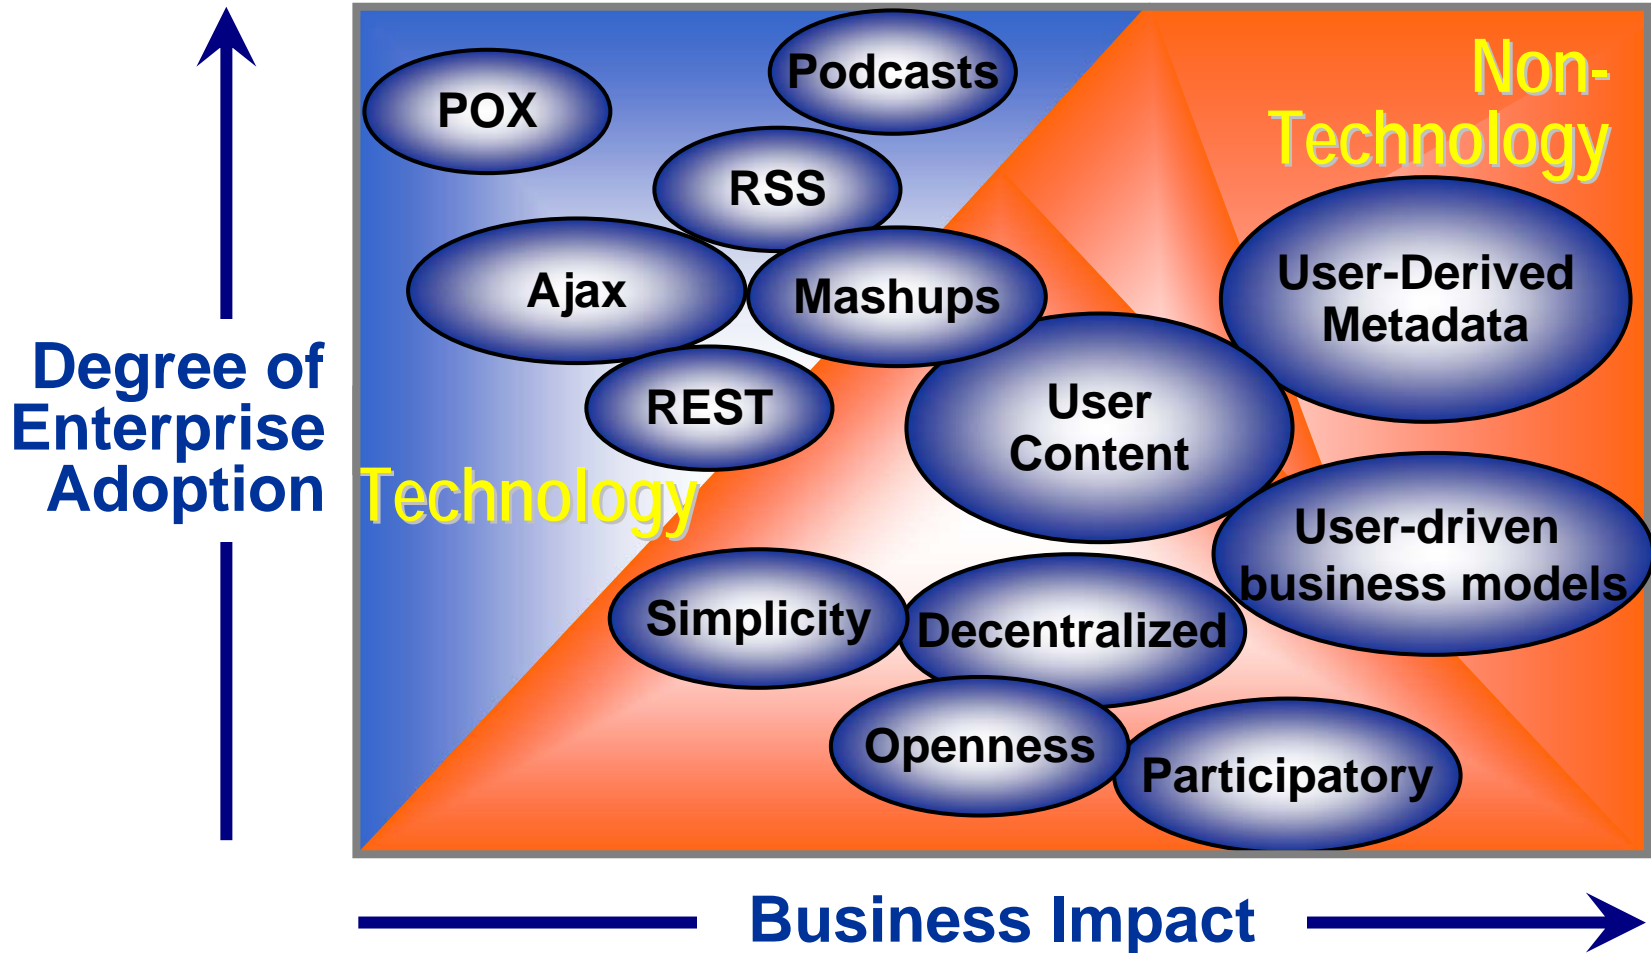 Podcasts
POX
Non-
Technology
RSS
Ajax
Mashups
User-Derived
Metadata
REST
User
Content
Degree of
Enterprise
Adoption
Technology
User-driven
business models
Simplicity
Decentralized
Openness
Participatory
Business Impact